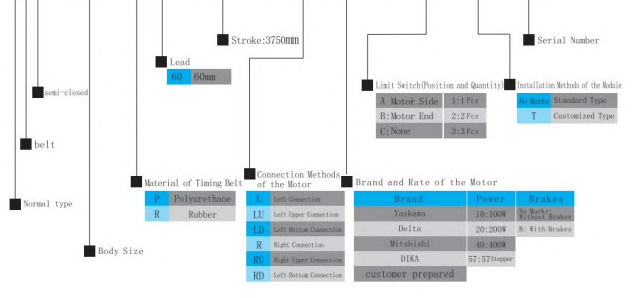 Stroke:3750mm
Serial Number
Lead
60 60mm
semi-closed
Limit Switch(Position and Quantity)
A Motor Side 1:1Pcs
B:Motor End 2:2Pcs
C:None 3:3Pcs
Installation Methods of the Module
No Marks Standard Type
T Customized Type
belt
Material of Timing Belt
P Polyurethane
R Rubber
Connection Methods
of the Motor
L Left Connection
LU Left Upper Connection
LD Left Bottom Connection
R Right Connection
RU Right Upper Connection
RD Left Bottom Connection
Brand and Rate of the Motor
Brand Power Brakes
Yaskawa 10:100W No Marks:
Without Brakes
Delta 20:200W B: With Brakes
Mitsbishi 40:400W
DIKA 57:57Stepper
customer prepared
Normal type
Body Size